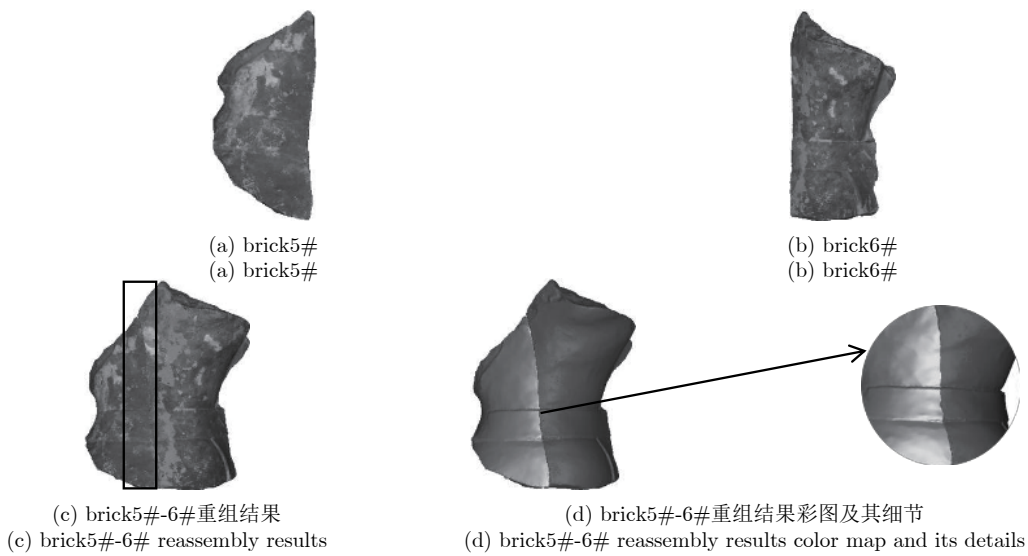 (a) brick5#
(a) brick5#
(b) brick6#
(b) brick6#
(c) brick5#-6#重组结果
(c) brick5#-6# reassembly results
(d) brick5#-6#重组结果彩图及其细节
(d) brick5#-6# reassembly results color map and its details